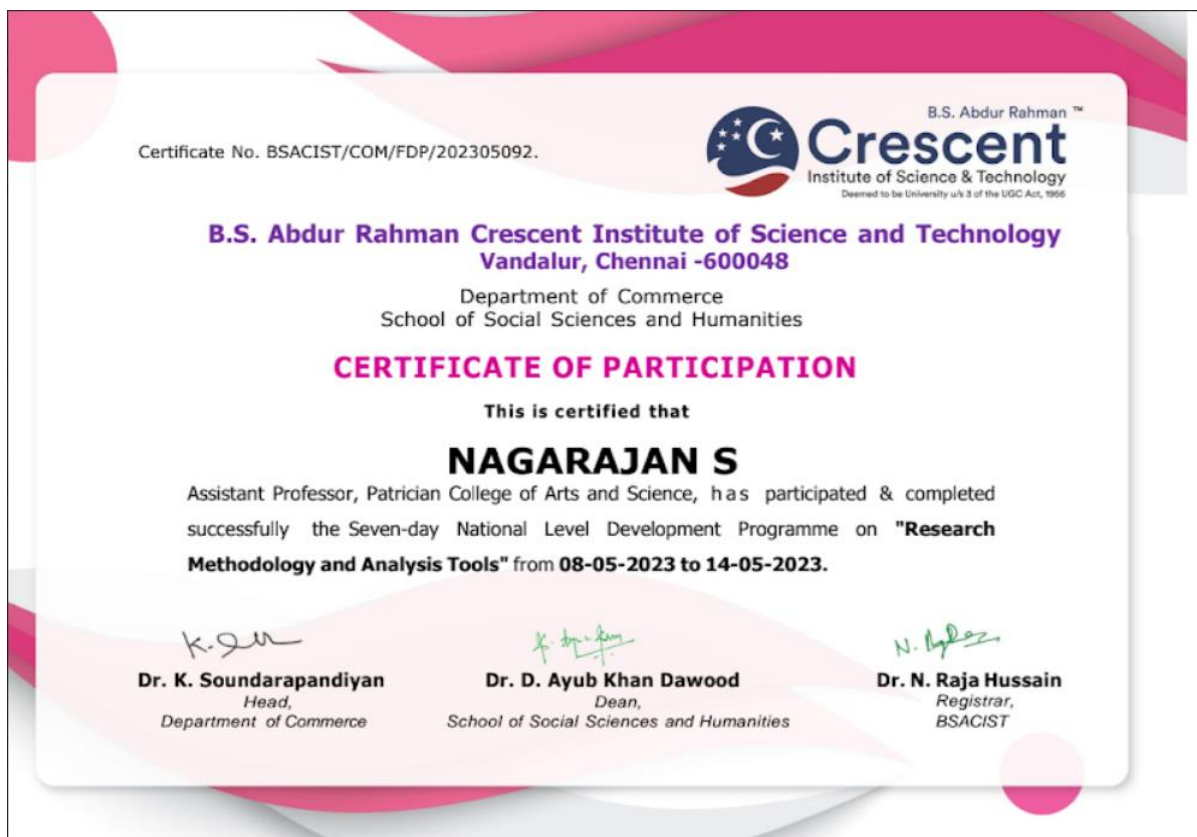 Certificate No. BSACIST/COM/FDP/202305092.
B.S. Abdur Rahman ™
Crescent
Institute of Science & Technology
Deemed to be University u/s 3 of the UGC Act, 1956
B.S. Abdur Rahman Crescent Institute of Science and Technology
Vandalur, Chennai -600048
Department of Commerce
School of Social Sciences and Humanities
CERTIFICATE OF PARTICIPATION
This is certified that
NAGARAJAN S
Assistant Professor, Patrician College of Arts and Science, has participated & completed
successfully the Seven-day National Level Development Programme on "Research
Methodology and Analysis Tools" from 08-05-2023 to 14-05-2023.
Dr. K. Soundarapandiyan
Head,
Department of Commerce
Dr. D. Ayub Khan Dawood
Dean,
School of Social Sciences and Humanities
Dr. N. Raja Hussain
Registrar,
BSACIST